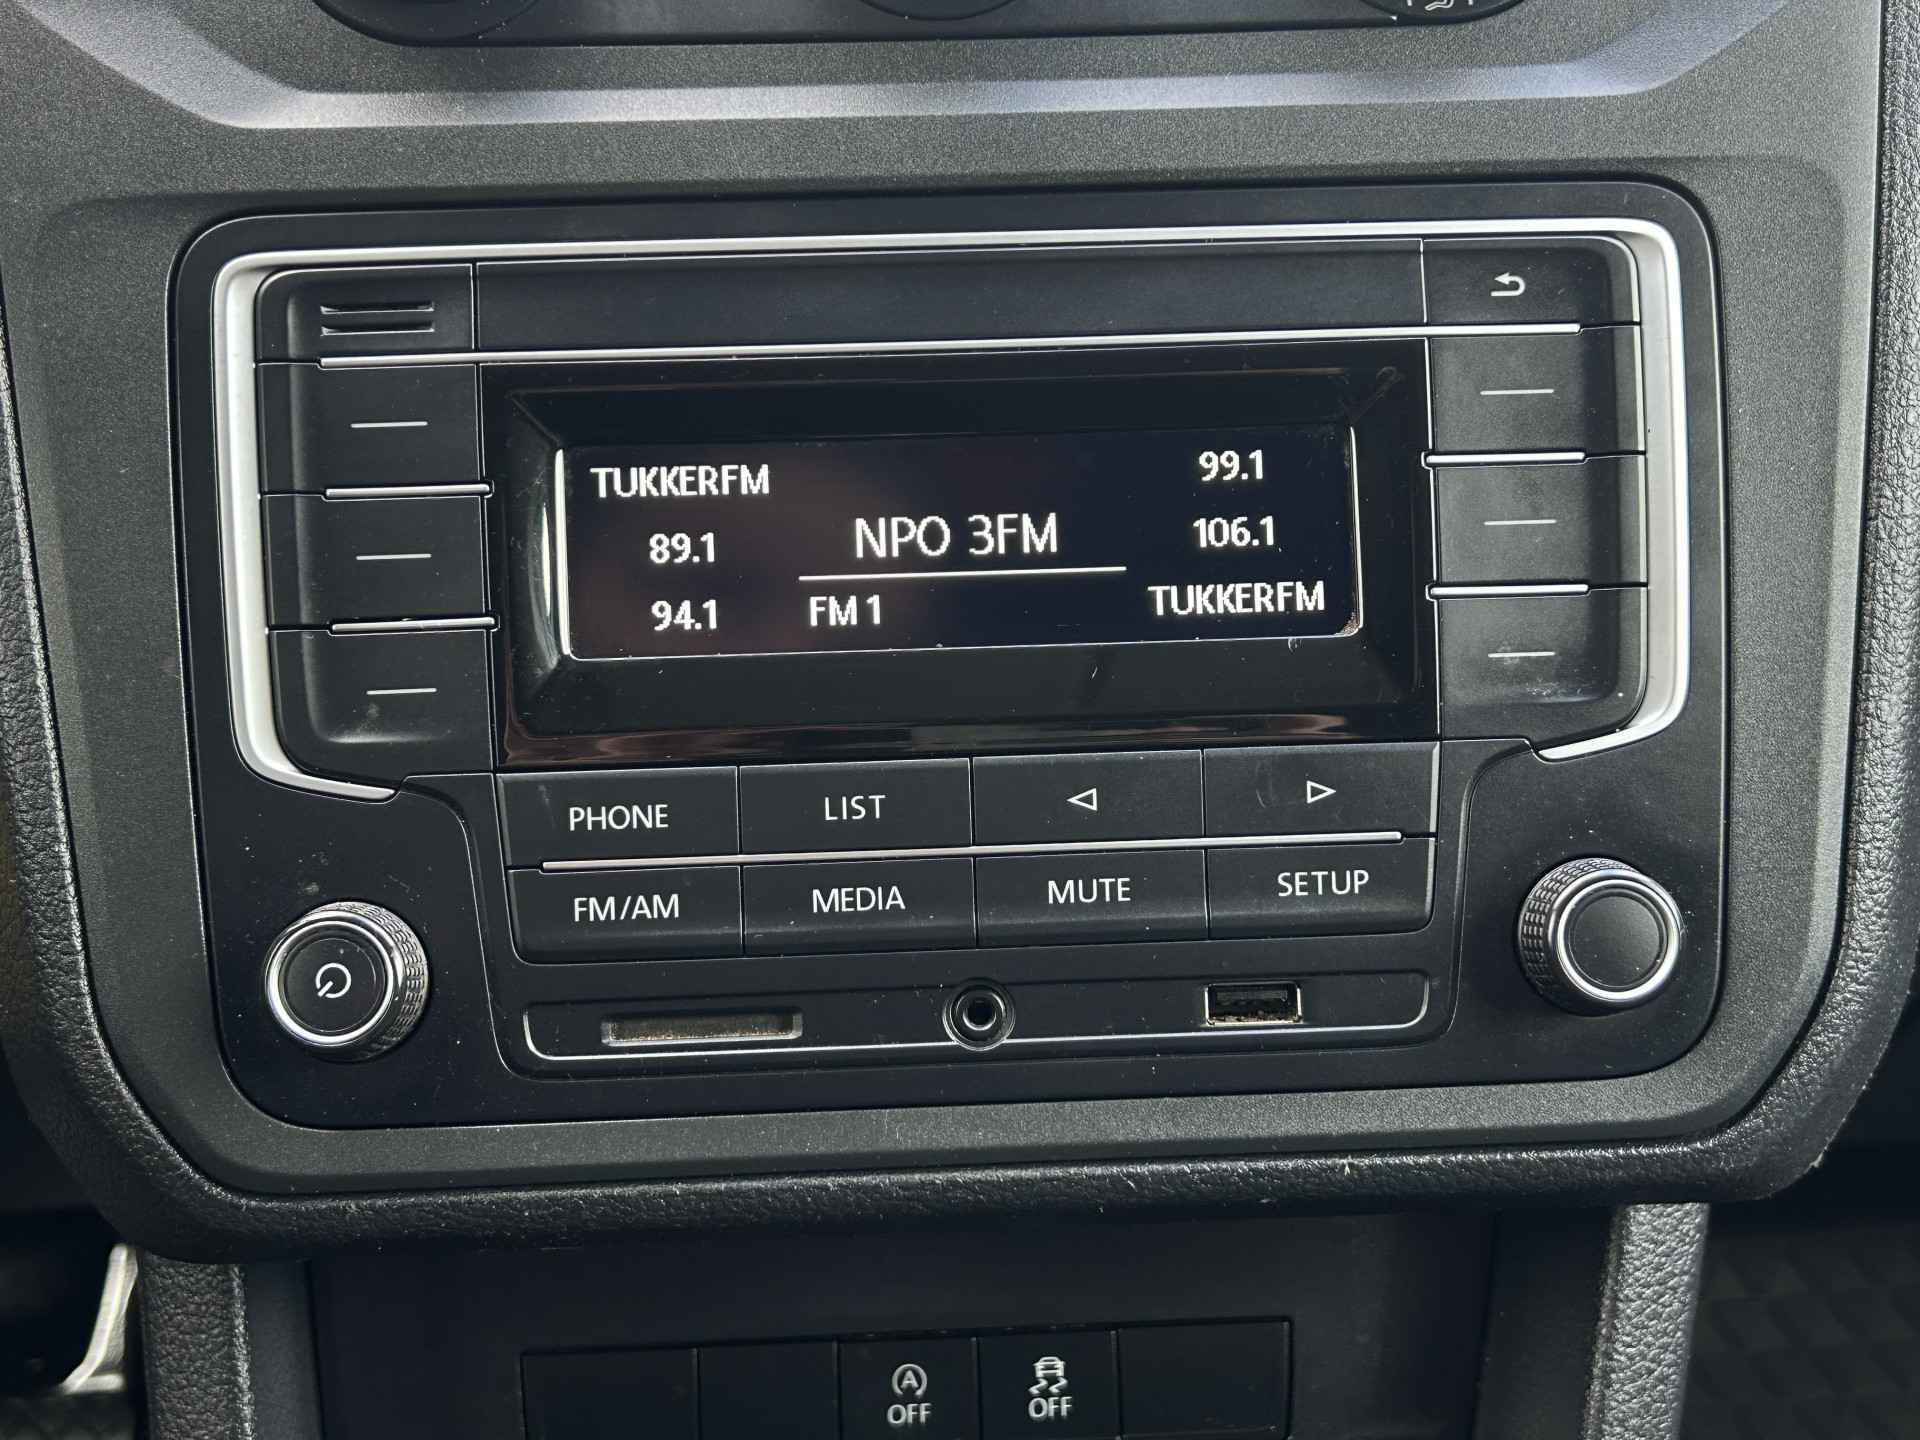 TUKKERFM
89.1
94.1
NPO 3FM
FM 1
99.1
106.1
TUKKERFM
PHONE
LIST
FM/AM
MEDIA
MUTE
SETUP
A
OFF
OFF